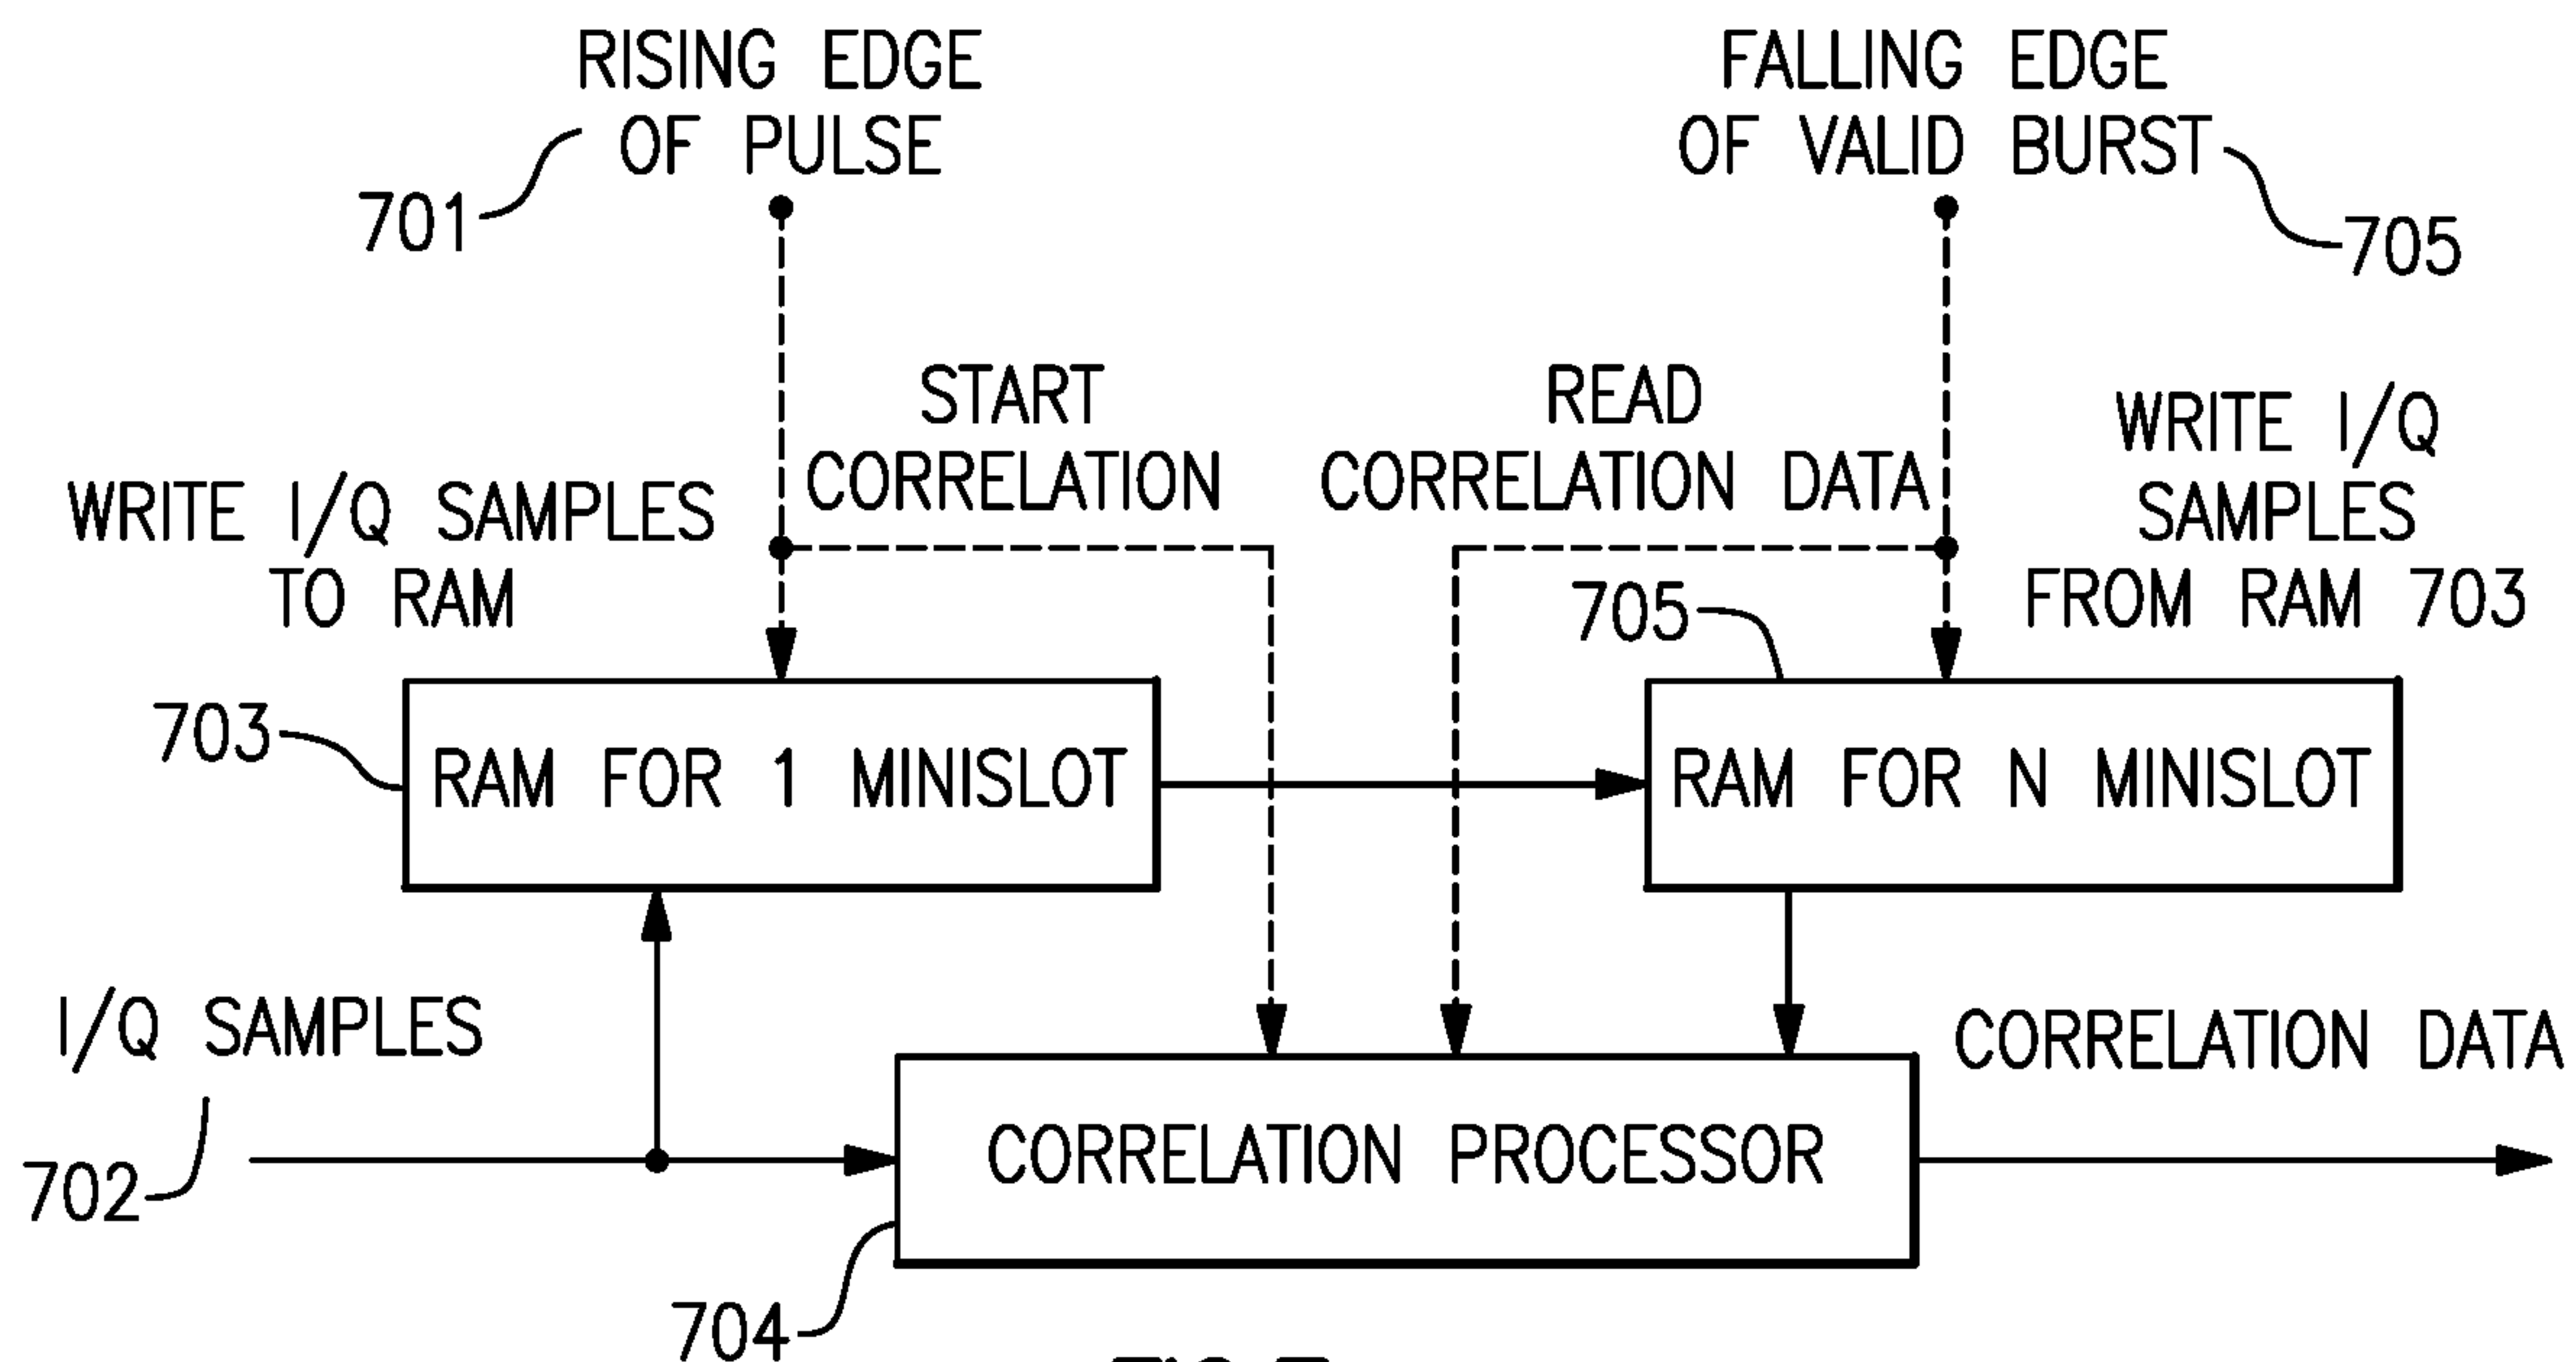 RISING EDGE
OF PULSE
701
FALLING EDGE
OF VALID BURST
705
START
CORRELATION
READ
CORRELATION DATA
WRITE I/Q
SAMPLES
FROM RAM 703
WRITE I/Q SAMPLES
TO RAM
705
703
RAM FOR 1 MINISLOT
RAM FOR N MINISLOT
I/Q SAMPLES
702
CORRELATION DATA
CORRELATION PROCESSOR
704